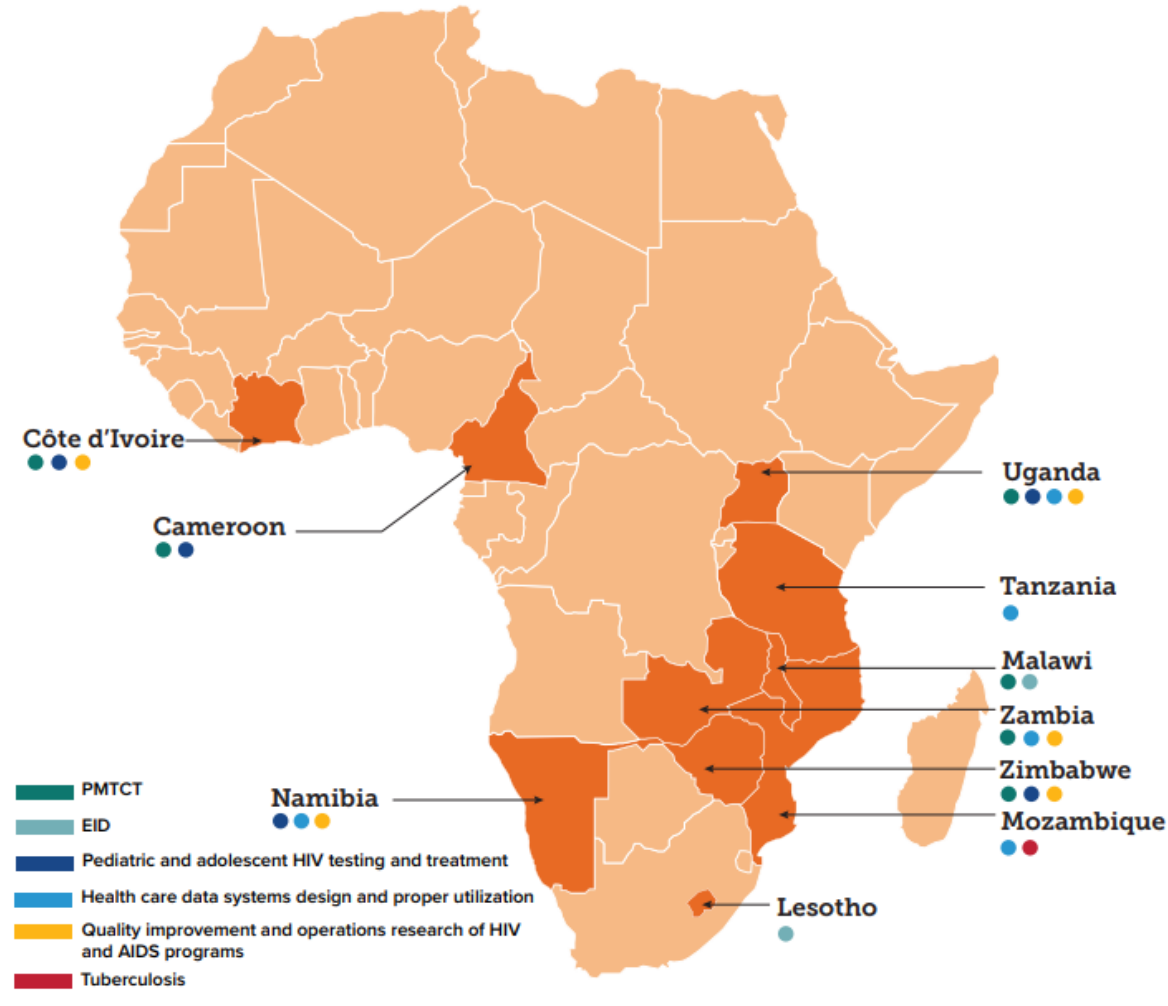 Côte d'Ivoire
Cameroon
Uganda
Tanzania
Malawi
Zambia
Zimbabwe
Mozambique
Namibia
Lesotho
PMTCT
EID
Pediatric and adolescent HIV testing and treatment
Health care data systems design and proper utilization
Quality improvement and operations research of HIV
and AIDS programs
Tuberculosis